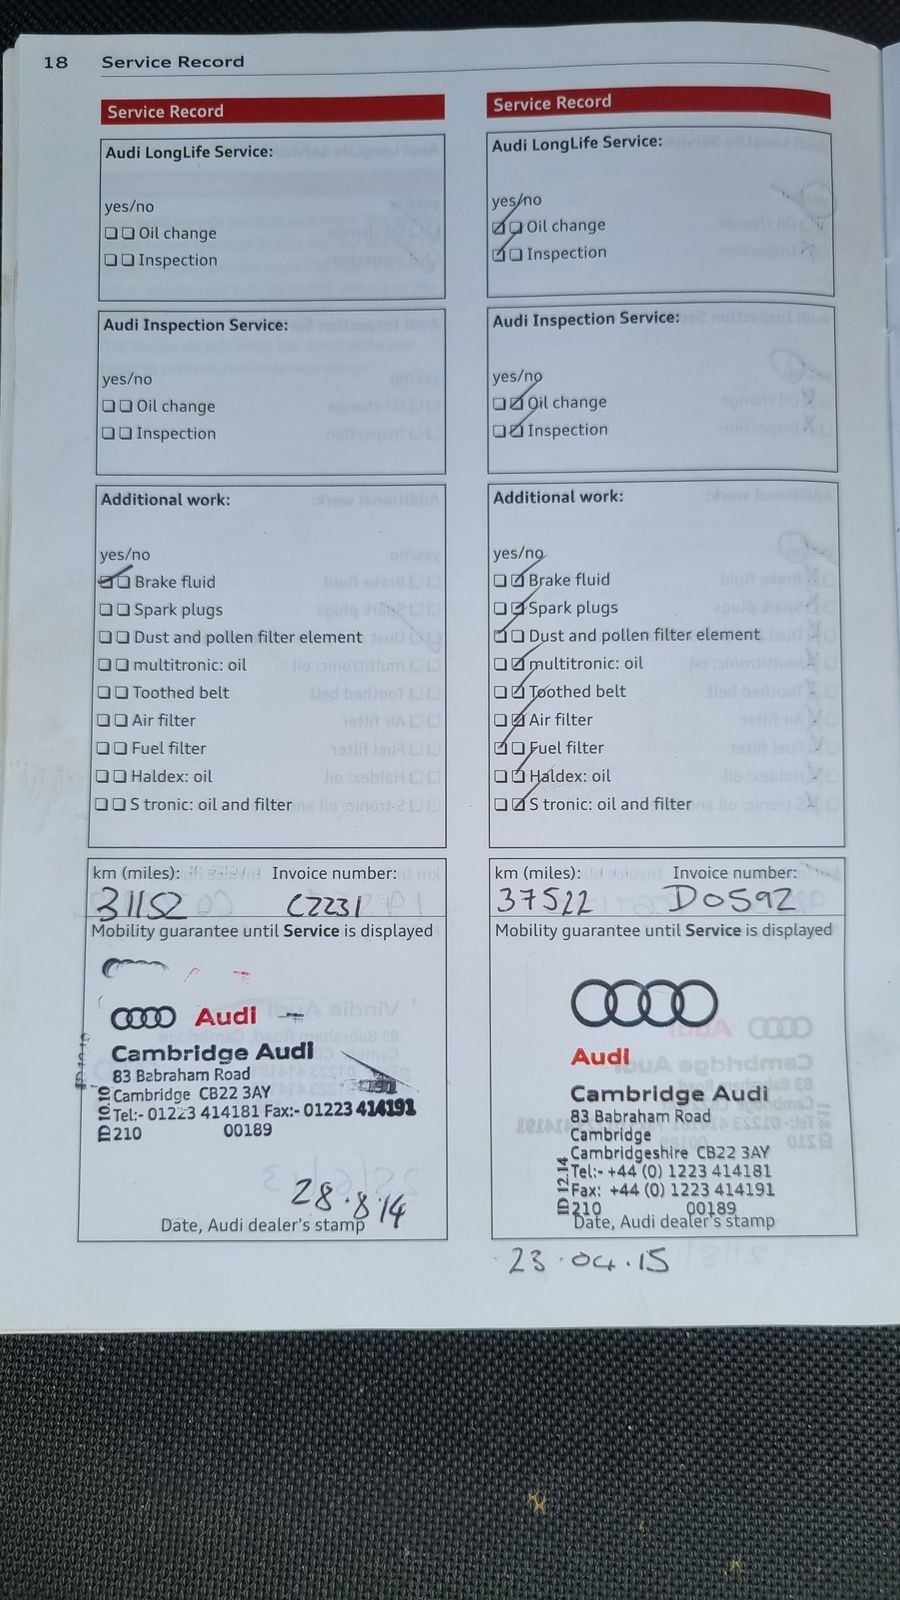 18 Service Record
Service Record
Audi LongLife Service:
yes/no
Oil change
Inspection
Audi Inspection Service:
yes/no
Oil change
Inspection
Additional work:
yes/no
Brake fluid
Spark plugs
Dust and pollen filter element
multitronic: oil
Toothed belt
Air filter
Fuel filter
Haldex: oil
S tronic: oil and filter
km (miles): Invoice number:
31152 C2231
Mobility guarantee until Service is displayed
Audi
Cambridge Audi
83 Babraham Road
Cambridge CB22 3AY
Tel:- 01223 414181 Fax:- 01223 414191
210 00189
ID 10.10
28.8.14
Date, Audi dealer's stamp
Service Record
Audi LongLife Service:
yes/no
Oil change
Inspection
Audi Inspection Service:
yes/no
Oil change
Inspection
Additional work:
yes/no
Brake fluid
Spark plugs
Dust and pollen filter element
multitronic: oil
Toothed belt
Air filter
Fuel filter
Haldex: oil
S tronic: oil and filter
km (miles): Invoice number:
37522 D0592
Mobility guarantee until Service is displayed
Audi
Cambridge Audi
83 Babraham Road
Cambridge
Cambridgeshire CB22 3AY
Tel:- +44 (0) 1223 414181
Fax: +44 (0) 1223 414191
210 00189
ID 12.14
Date, Audi dealer's stamp
23.04.15